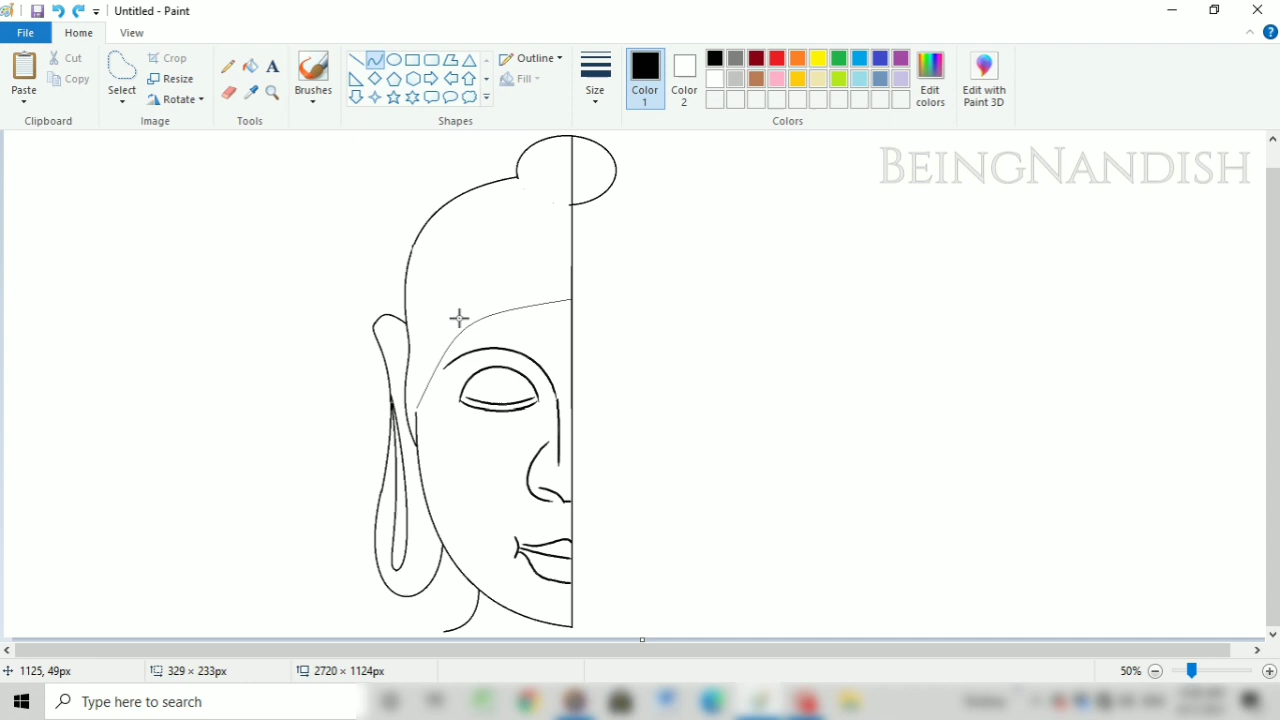 Untitled - Paint
File Home View
Paste
Cut
Copy
Clipboard
Select
Crop
Resize
Rotate
Image
A
Tools
Brushes
Outline
Fill
Shapes
Size
Color 1
Color 2
Edit colors
Colors
Edit with Paint 3D
BeingNandish
1125, 49px 329 × 233px 2720 × 1124px 50%
Type here to search